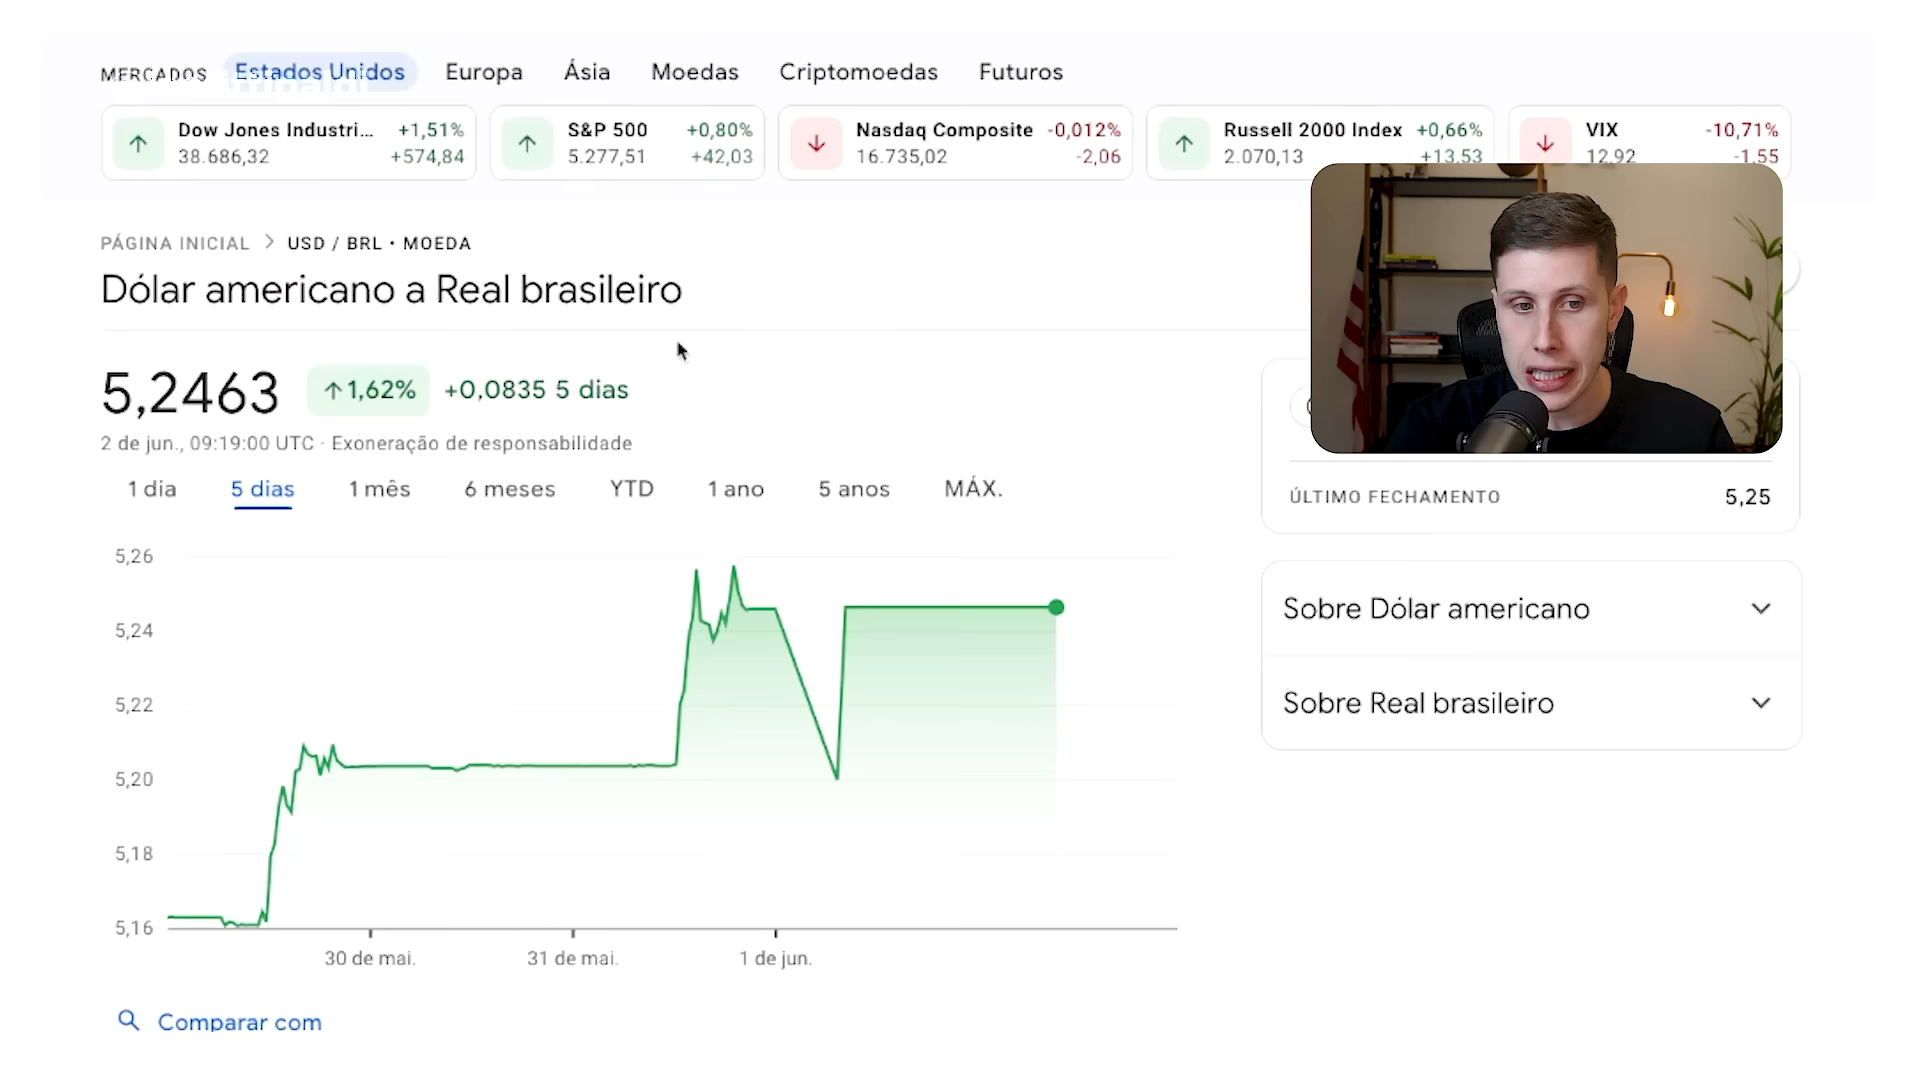 MERCADOS Estados Unidos Europa Ásia Moedas Criptomoedas Futuros
Dow Jones Industri... +1,51%
38.686,32 +574,84
S&P 500 +0,80%
5.277,51 +42,03
Nasdaq Composite -0,012%
16.735,02 -2,06
Russell 2000 Index +0,66%
2.070,13 +13,53
VIX -10,71%
12,92 -1,55
PÁGINA INICIAL > USD / BRL • MOEDA
Dólar americano a Real brasileiro
5,2463 ↑1,62% +0,0835 5 dias
2 de jun., 09:19:00 UTC · Exoneração de responsabilidade
1 dia 5 dias 1 mês 6 meses YTD 1 ano 5 anos MÁX.
5,26
5,24
5,22
5,20
5,18
5,16
30 de mai. 31 de mai. 1 de jun.
Comparar com
ÚLTIMO FECHAMENTO 5,25
Sobre Dólar americano
Sobre Real brasileiro